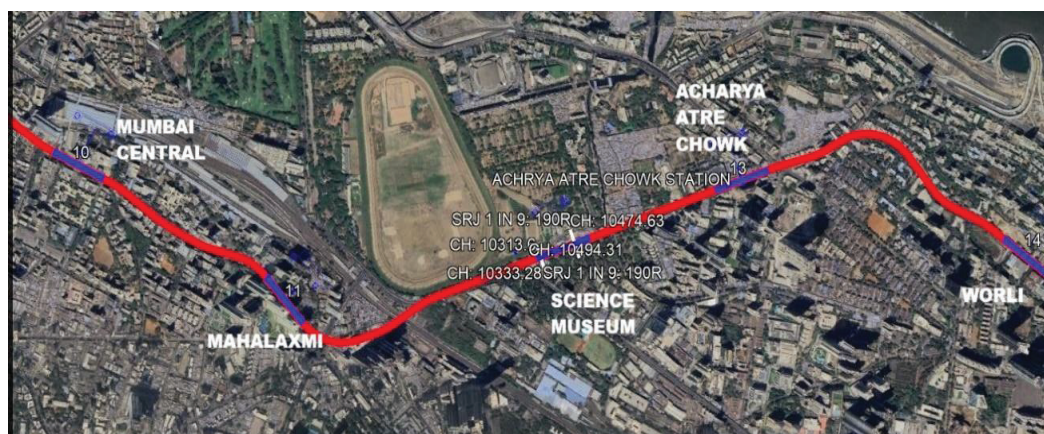 MUMBAI
CENTRAL
10
ACHARYA
ATRE
CHOWK
13
ACHRYA ATRE CHOWK STATION
SRJ 1 IN 9: 190R
CH: 10474.63
CH: 10313.6
CH: 10494.31
CH: 10333.28
SRJ 1 IN 9: 190R
SCIENCE
MUSEUM
11
MAHALAXMI
14
WORLI